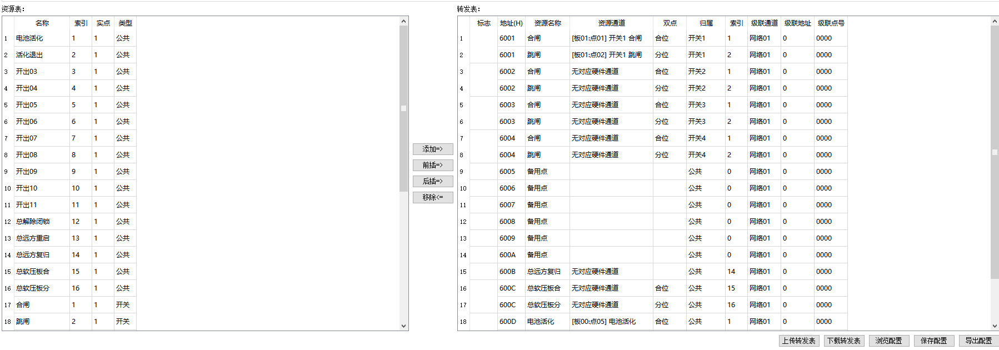 资源表:
名称 索引 实点 类型
1 电池活化 1 1 公共
2 活化退出 2 1 公共
3 开出03 3 1 公共
4 开出04 4 1 公共
5 开出05 5 1 公共
6 开出06 6 1 公共
7 开出07 7 1 公共
8 开出08 8 1 公共
9 开出09 9 1 公共
10 开出10 10 1 公共
11 开出11 11 1 公共
12 总解除闭锁 12 1 公共
13 总远方重启 13 1 公共
14 总远方复归 14 1 公共
15 总软压板合 15 1 公共
16 总软压板分 16 1 公共
17 合闸 1 1 开关
18 跳闸 2 1 开关
添加=>
前插=>
后插=>
移除<=
转发表:
标志 地址(H) 资源名称 资源通道 双点 归属 索引 级联通道 级联地址 级联点号
1 6001 合闸 [板01:点01] 开关1 合闸 合位 开关1 1 网络01 0 0000
2 6001 跳闸 [板01:点02] 开关1 跳闸 分位 开关1 2 网络01 0 0000
3 6002 合闸 无对应硬件通道 合位 开关2 1 网络01 0 0000
4 6002 跳闸 无对应硬件通道 分位 开关2 2 网络01 0 0000
5 6003 合闸 无对应硬件通道 合位 开关3 1 网络01 0 0000
6 6003 跳闸 无对应硬件通道 分位 开关3 2 网络01 0 0000
7 6004 合闸 无对应硬件通道 合位 开关4 1 网络01 0 0000
8 6004 跳闸 无对应硬件通道 分位 开关4 2 网络01 0 0000
9 6005 备用点 公共 0 网络01 0 0000
10 6006 备用点 公共 0 网络01 0 0000
11 6007 备用点 公共 0 网络01 0 0000
12 6008 备用点 公共 0 网络01 0 0000
13 6009 备用点 公共 0 网络01 0 0000
14 600A 备用点 公共 0 网络01 0 0000
15 600B 总远方复归 无对应硬件通道 公共 14 网络01 0 0000
16 600C 总软压板合 无对应硬件通道 合位 公共 15 网络01 0 0000
17 600C 总软压板分 无对应硬件通道 分位 公共 16 网络01 0 0000
18 600D 电池活化 [板00:点05] 电池活化 合位 公共 1 网络01 0 0000
上传转发表 下载转发表 浏览配置 保存配置 导出配置